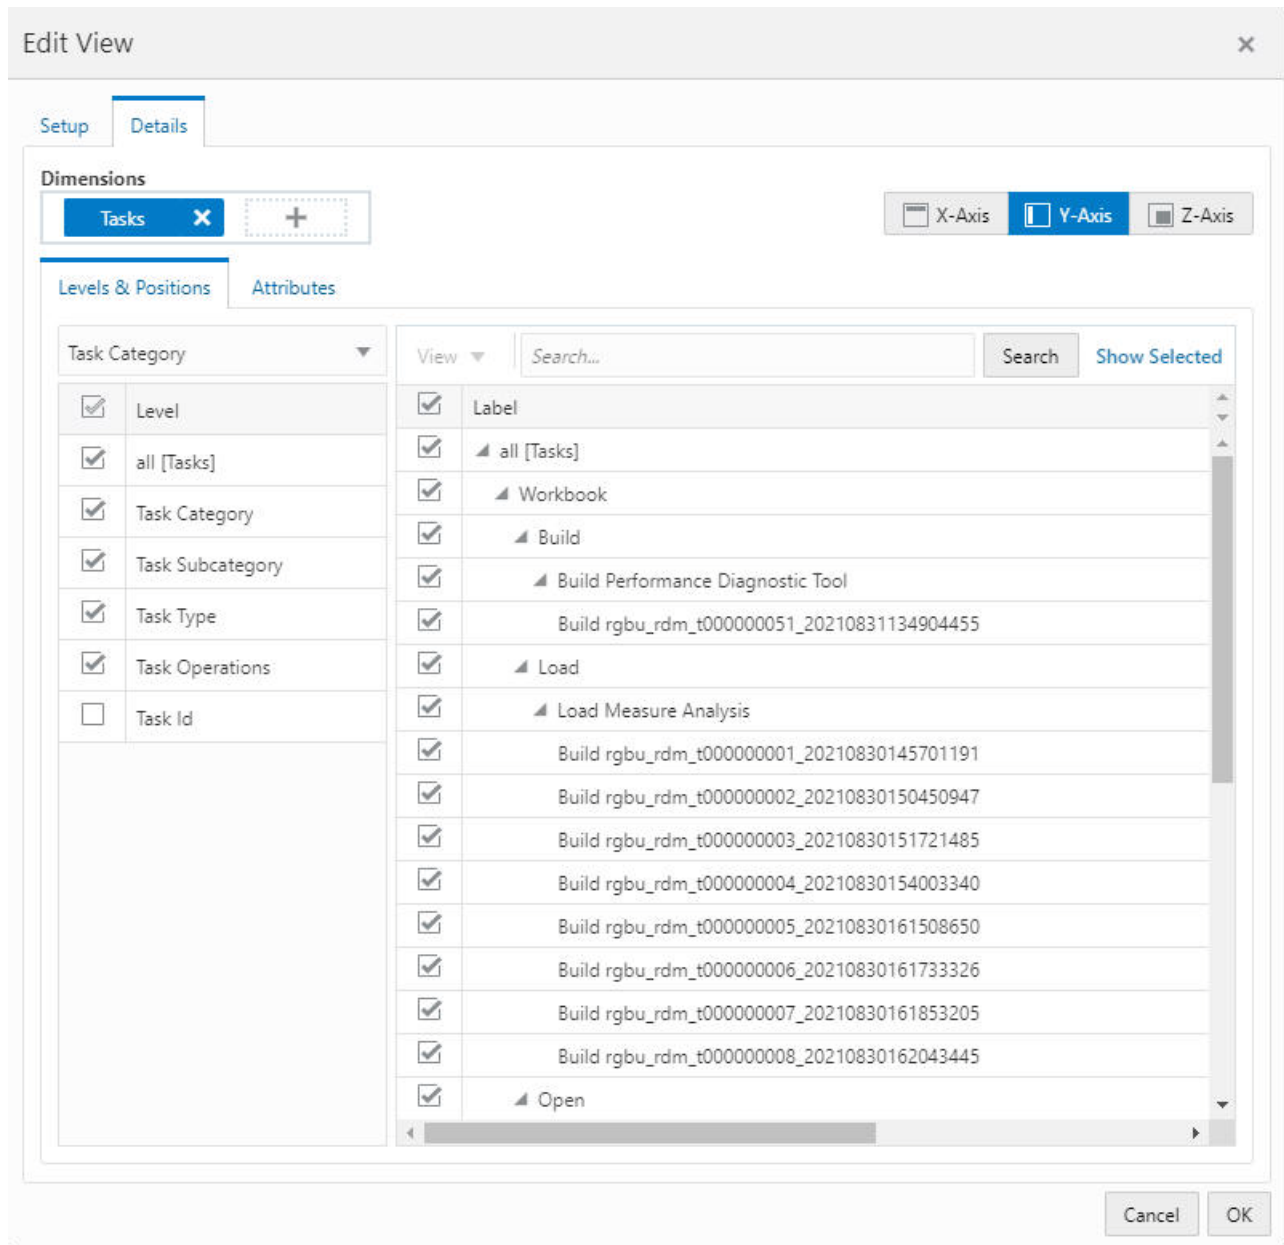 Edit View
Setup
Details
Dimensions
Tasks
X-Axis
Y-Axis
Z-Axis
Levels & Positions
Attributes
Task Category
View
Search...
Search
Show Selected
Level
all [Tasks]
Task Category
Task Subcategory
Task Type
Task Operations
Task Id
Label
all [Tasks]
Workbook
Build
Build Performance Diagnostic Tool
Build rgbu_rdm_t000000051_20210831134904455
Load
Load Measure Analysis
Build rgbu_rdm_t000000001_20210830145701191
Build rgbu_rdm_t000000002_20210830150450947
Build rgbu_rdm_t000000003_20210830151721485
Build rgbu_rdm_t000000004_20210830154003340
Build rgbu_rdm_t000000005_20210830161508650
Build rgbu_rdm_t000000006_20210830161733326
Build rgbu_rdm_t000000007_20210830161853205
Build rgbu_rdm_t000000008_20210830162043445
Open
Cancel
OK